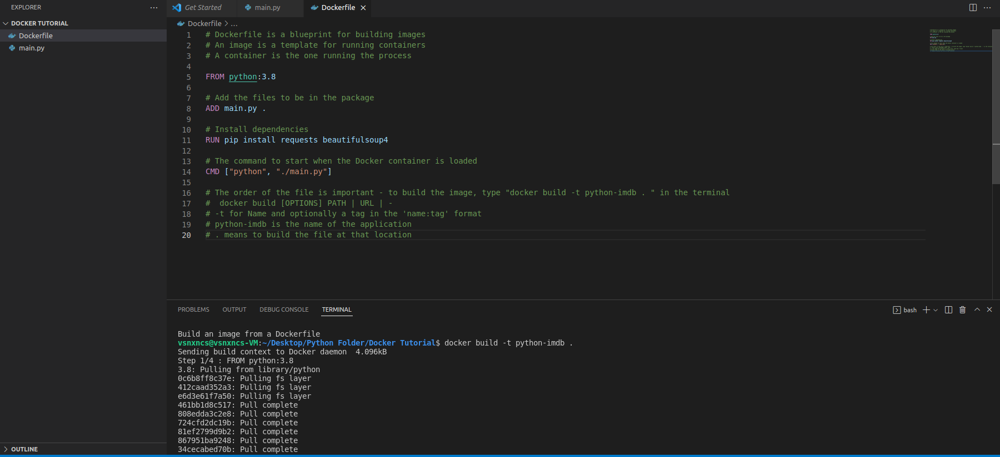 EXPLORER
DOCKER TUTORIAL
Dockerfile
main.py
OUTLINE
Get Started
main.py
Dockerfile
Dockerfile > ...
1 # Dockerfile is a blueprint for building images
2 # An image is a template for running containers
3 # A container is the one running the process
4
5 FROM python:3.8
6
7 # Add the files to be in the package
8 ADD main.py .
9
10 # Install dependencies
11 RUN pip install requests beautifulsoup4
12
13 # The command to start when the Docker container is loaded
14 CMD ["python", "./main.py"]
15
16 # The order of the file is important - to build the image, type "docker build -t python-imdb . " in the terminal
17 #  docker build [OPTIONS] PATH | URL | -
18 # -t for Name and optionally a tag in the 'name:tag' format
19 # python-imdb is the name of the application
20 # . means to build the file at that location
PROBLEMS OUTPUT DEBUG CONSOLE TERMINAL
bash
Build an image from a Dockerfile
vsnxncs@vsnxncs-VM:~/Desktop/Python Folder/Docker Tutorial$ docker build -t python-imdb .
Sending build context to Docker daemon  4.096kB
Step 1/4 : FROM python:3.8
3.8: Pulling from library/python
0c6b8ff8c37e: Pulling fs layer
412caad352a3: Pulling fs layer
e6d3e61f7a50: Pulling fs layer
461bb1d8c517: Pull complete
808edda3c2e8: Pull complete
724cfd2dc19b: Pull complete
81ef2799d9b2: Pull complete
867951ba9248: Pull complete
34cecabed70b: Pull complete